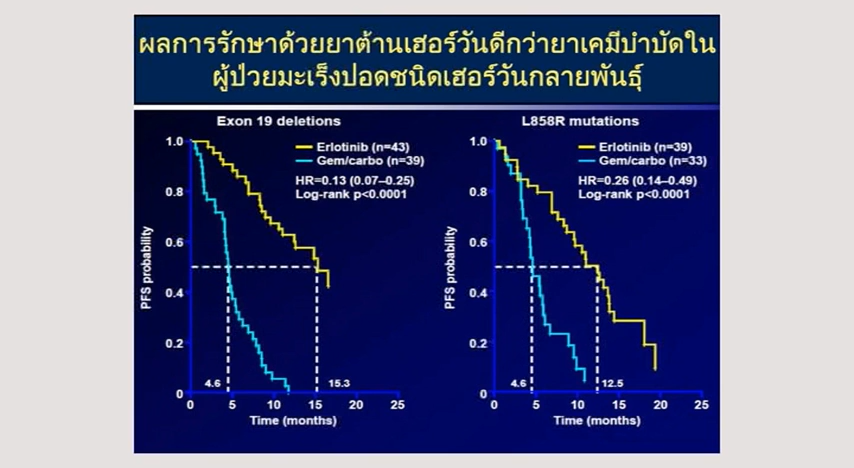 ผลการรักษาด้วยยาต้านเฮอร์วันดีกว่ายาเคมีบำบัดใน
ผู้ป่วยมะเร็งปอดชนิดเฮอร์วันกลายพันธุ์
Exon 19 deletions
Erlotinib (n=43)
Gem/carbo (n=39)
HR=0.13 (0.07–0.25)
Log-rank p<0.0001
PFS probability
1.0
0.8
0.6
0.4
0.2
0
4.6
15.3
0 5 10 15 20 25
Time (months)
L858R mutations
Erlotinib (n=39)
Gem/carbo (n=33)
HR=0.26 (0.14–0.49)
Log-rank p<0.0001
PFS probability
1.0
0.8
0.6
0.4
0.2
0
4.6
12.5
0 5 10 15 20 25
Time (months)